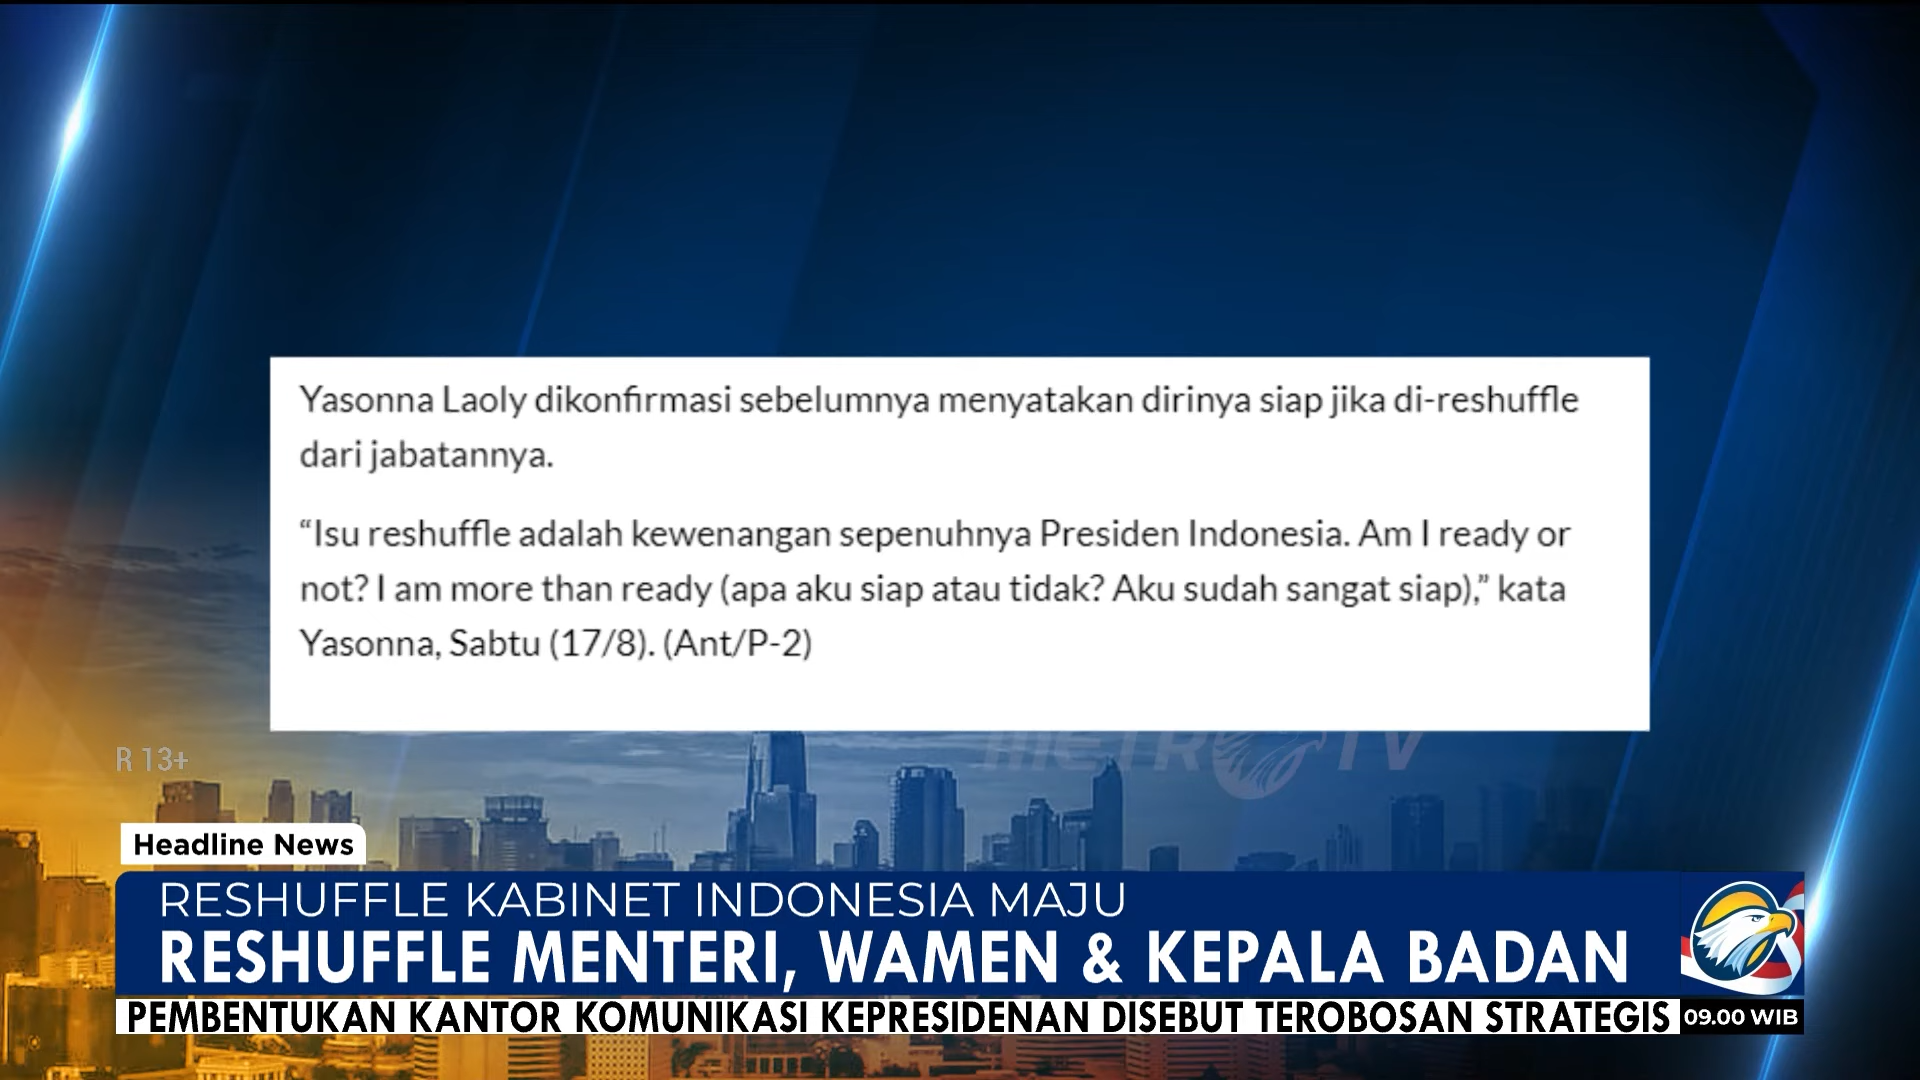 Yasonna Laoly dikonfirmasi sebelumnya menyatakan dirinya siap jika di-reshuffle
dari jabatannya.
“Isu reshuffle adalah kewenangan sepenuhnya Presiden Indonesia. Am I ready or
not? I am more than ready (apa aku siap atau tidak? Aku sudah sangat siap),” kata
Yasonna, Sabtu (17/8). (Ant/P-2)
METRO TV
R 13+
Headline News
RESHUFFLE KABINET INDONESIA MAJU
RESHUFFLE MENTERI, WAMEN & KEPALA BADAN
PEMBENTUKAN KANTOR KOMUNIKASI KEPRESIDENAN DISEBUT TEROBOSAN STRATEGIS
09.00 WIB